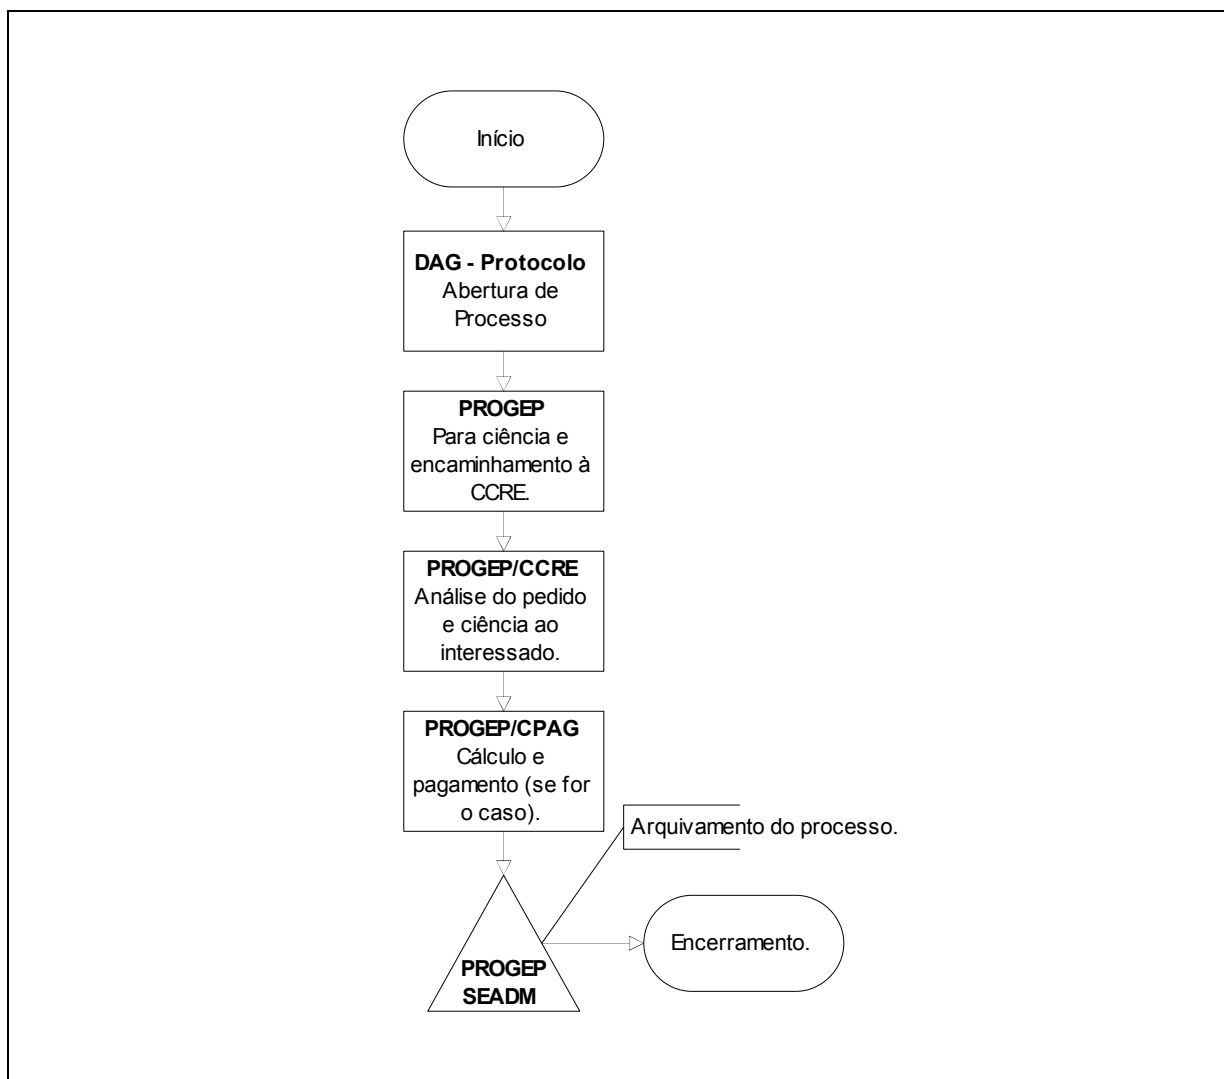 Início
DAG - Protocolo
Abertura de
Processo
PROGEP
Para ciência e
encaminhamento à
CCRE.
PROGEP/CCRE
Análise do pedido
e ciência ao
interessado.
PROGEP/CPAG
Cálculo e
pagamento (se for
o caso).
Arquivamento do processo.
Encerramento.
PROGEP
SEADM